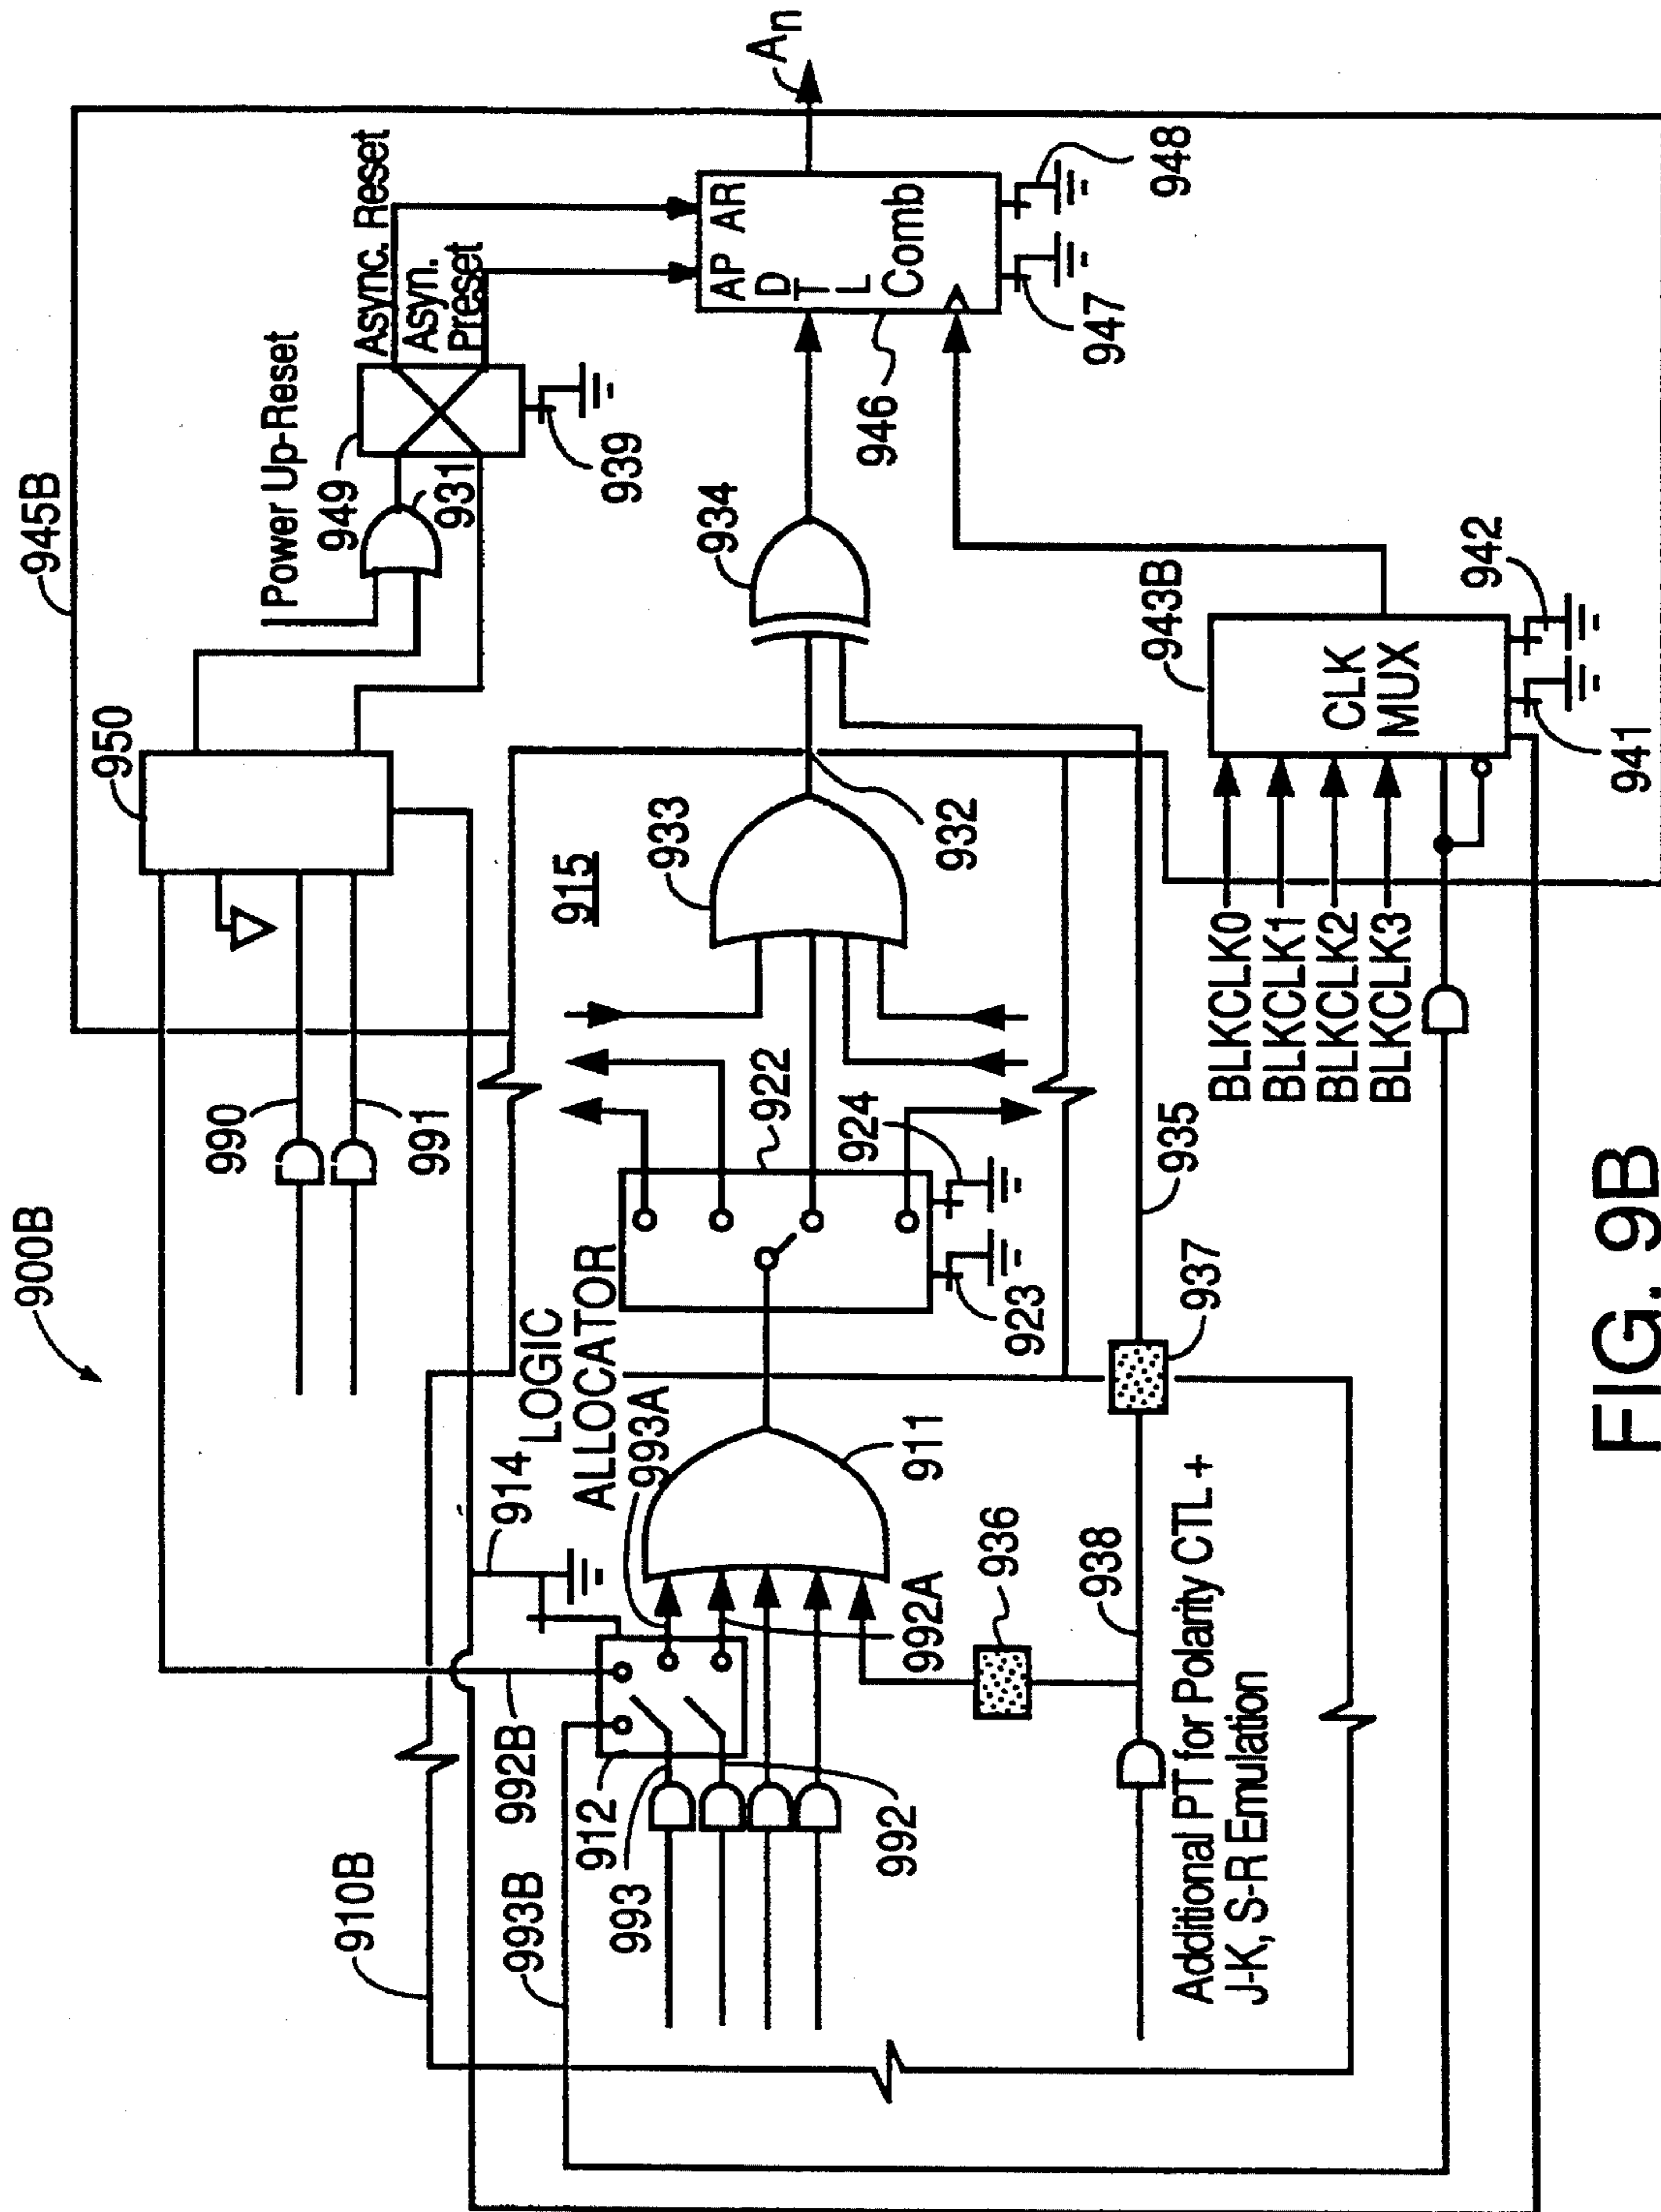 900B
945B
950
Power Up-Reset
949
931
939
Async. Reset
Asyn.
Preset
990
991
910B
992B
993B
914
LOGIC
ALLOCATOR
915
912
993
992
993A
992A
911
922
923
924
933
932
934
946
AP AR
D
T
L
Comb
947
948
An
936
938
937
935
Additional PT for Polarity CTL +
J-K, S-R Emulation
BLKCLK0
BLKCLK1
BLKCLK2
BLKCLK3
943B
CLK
MUX
941
942
FIG. 9B